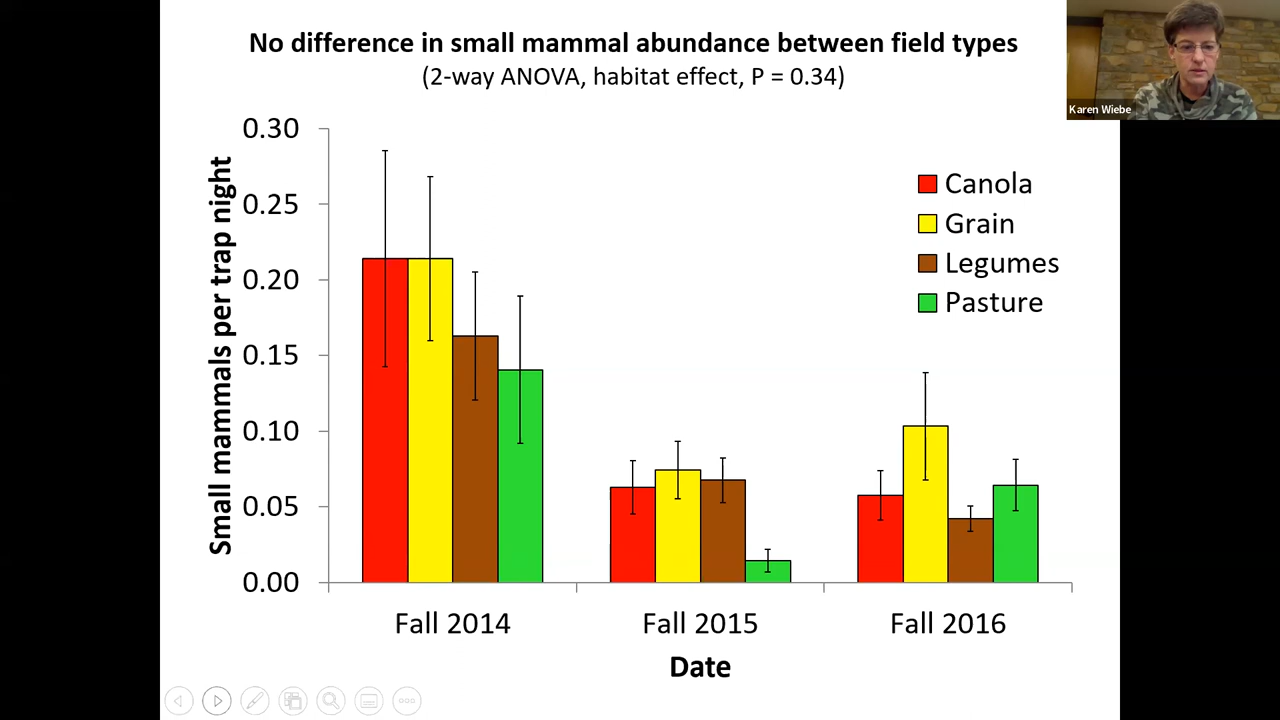 No difference in small mammal abundance between field types
(2-way ANOVA, habitat effect, P = 0.34)
Karen Wiebe
Small mammals per trap night
0.30
0.25
0.20
0.15
0.10
0.05
0.00
Canola
Grain
Legumes
Pasture
Fall 2014
Fall 2015
Fall 2016
Date